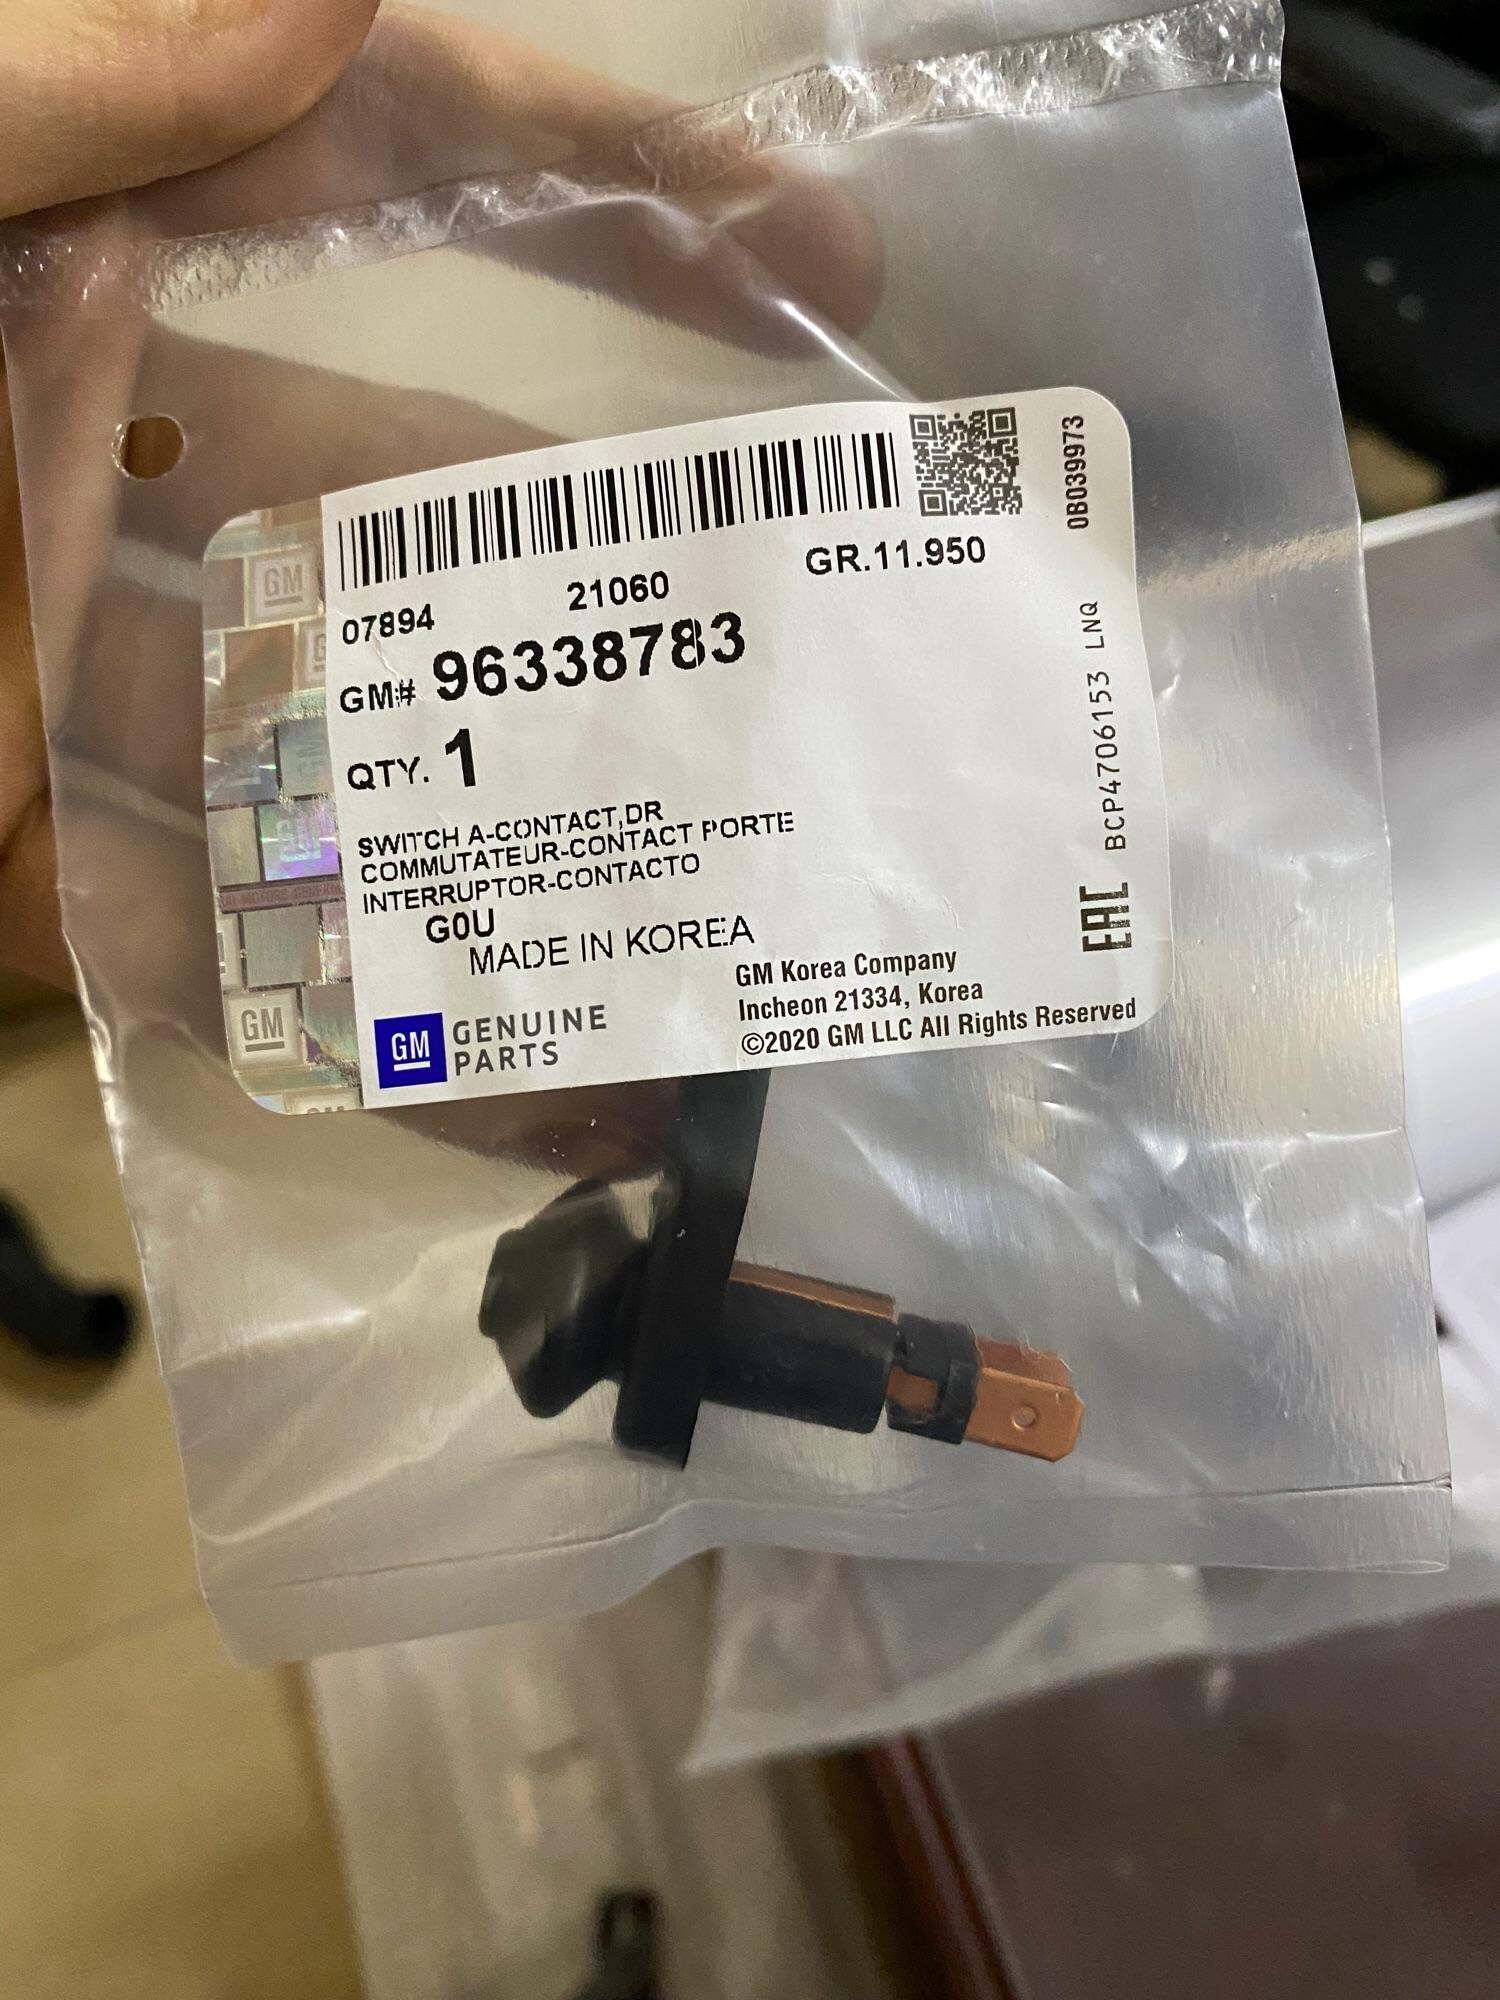 07894
21060
GR.11.950
GM# 96338783
QTY. 1
SWITCH A-CONTACT,DR
COMMUTATEUR-CONTACT PORTE
INTERRUPTOR-CONTACTO
G0U
MADE IN KOREA
GM GENUINE
PARTS
GM Korea Company
Incheon 21334, Korea
©2020 GM LLC All Rights Reserved
0B039973
BCP4706153 LNQ
EAC
GM
GM